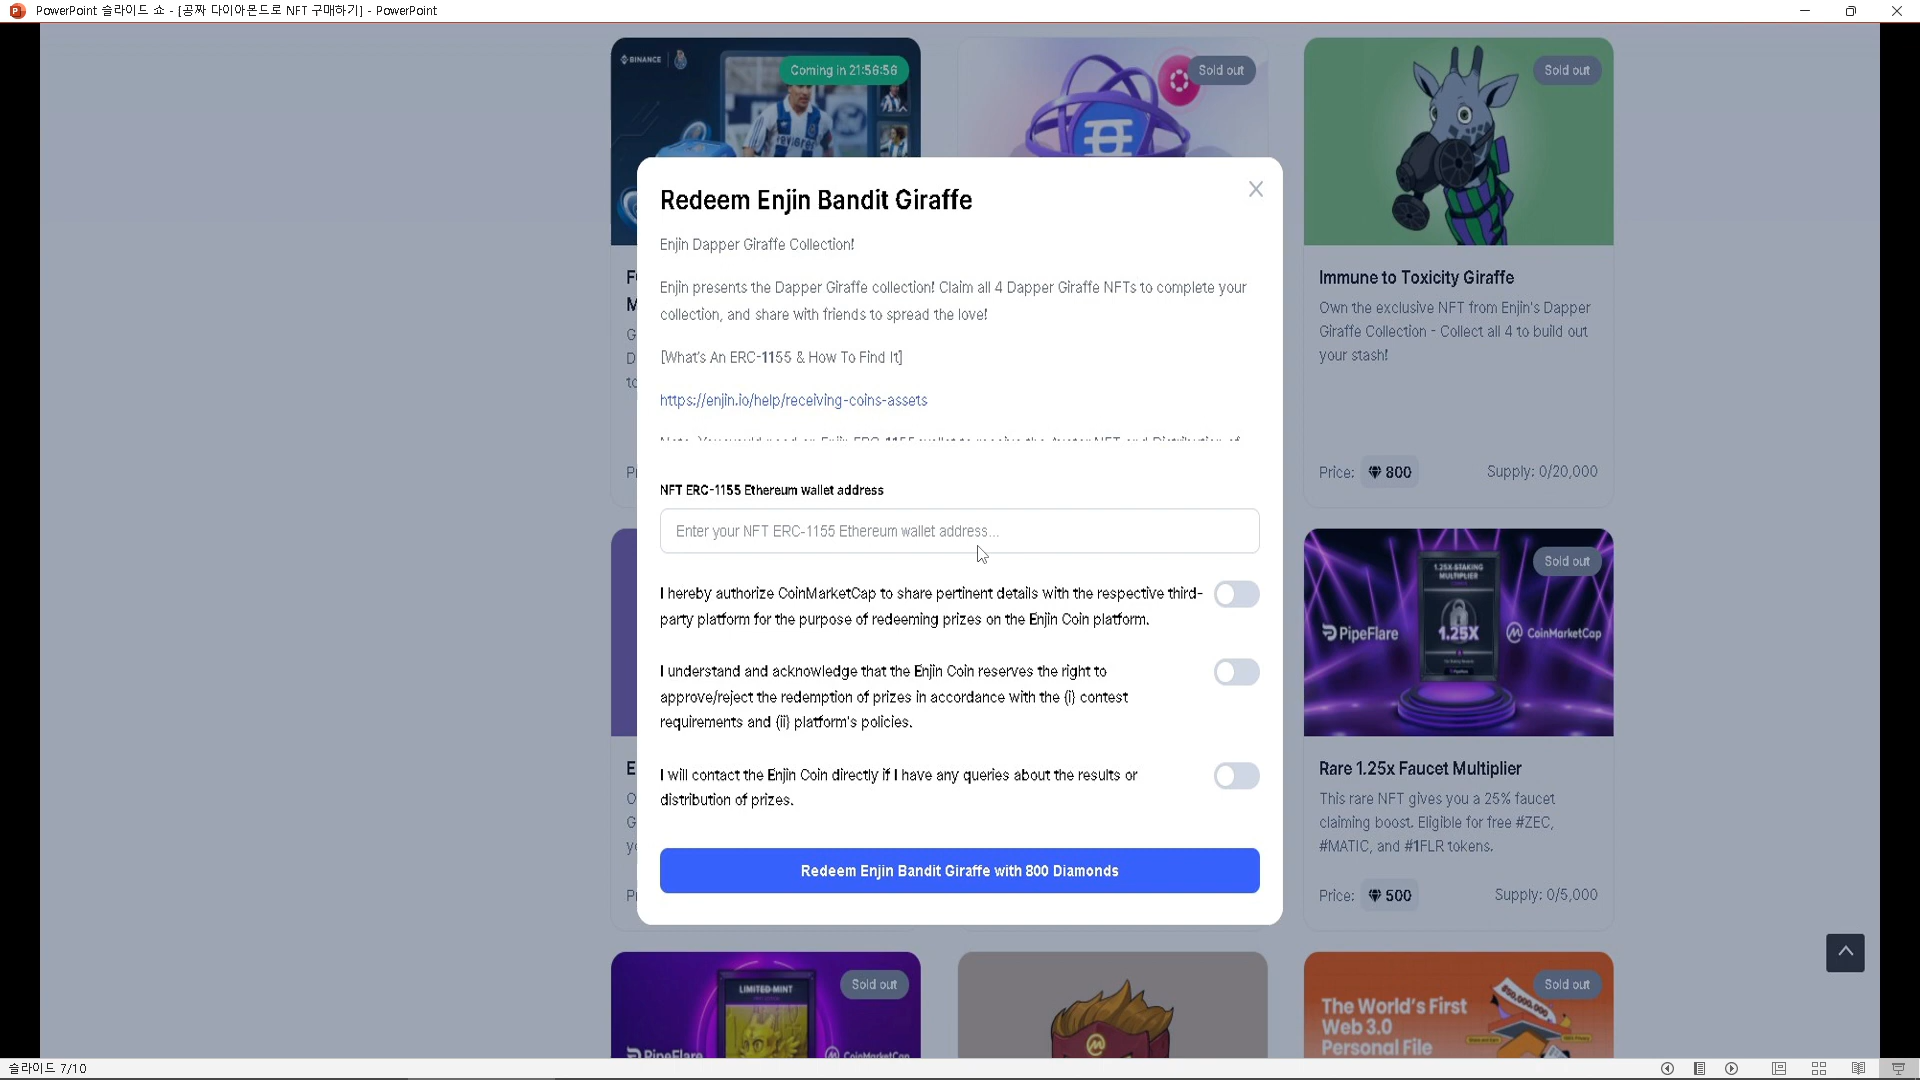 PowerPoint 슬라이드 쇼 - [공짜 다이아몬드로 NFT 구매하기] - PowerPoint
BINANCE
Coming in 21:56:56
Sold out
Sold out
Redeem Enjin Bandit Giraffe
Enjin Dapper Giraffe Collection!
Enjin presents the Dapper Giraffe collection! Claim all 4 Dapper Giraffe NFTs to complete your
collection, and share with friends to spread the love!
[What's An ERC-1155 & How To Find It]
https://enjin.io/help/receiving-coins-assets
NFT ERC-1155 Ethereum wallet address
Enter your NFT ERC-1155 Ethereum wallet address...
I hereby authorize CoinMarketCap to share pertinent details with the respective third-
party platform for the purpose of redeeming prizes on the Enjin Coin platform.
I understand and acknowledge that the Enjin Coin reserves the right to
approve/reject the redemption of prizes in accordance with the (i) contest
requirements and (ii) platform's policies.
I will contact the Enjin Coin directly if I have any queries about the results or
distribution of prizes.
Redeem Enjin Bandit Giraffe with 800 Diamonds
Immune to Toxicity Giraffe
Own the exclusive NFT from Enjin's Dapper
Giraffe Collection - Collect all 4 to build out
your stash!
Price: 800
Supply: 0/20,000
Sold out
1.25X-STAKING
MULTIPLIER
PipeFlare
1.25X
CoinMarketCap
Rare 1.25x Faucet Multiplier
This rare NFT gives you a 25% faucet
claiming boost. Eligible for free #ZEC,
#MATIC, and #1FLR tokens.
Price: 500
Supply: 0/5,000
Sold out
LIMITED-MINT
PipeFlare
CoinMarketCap
Sold out
The World's First
Web 3.0
Personal File
$50,000,000
슬라이드 7/10